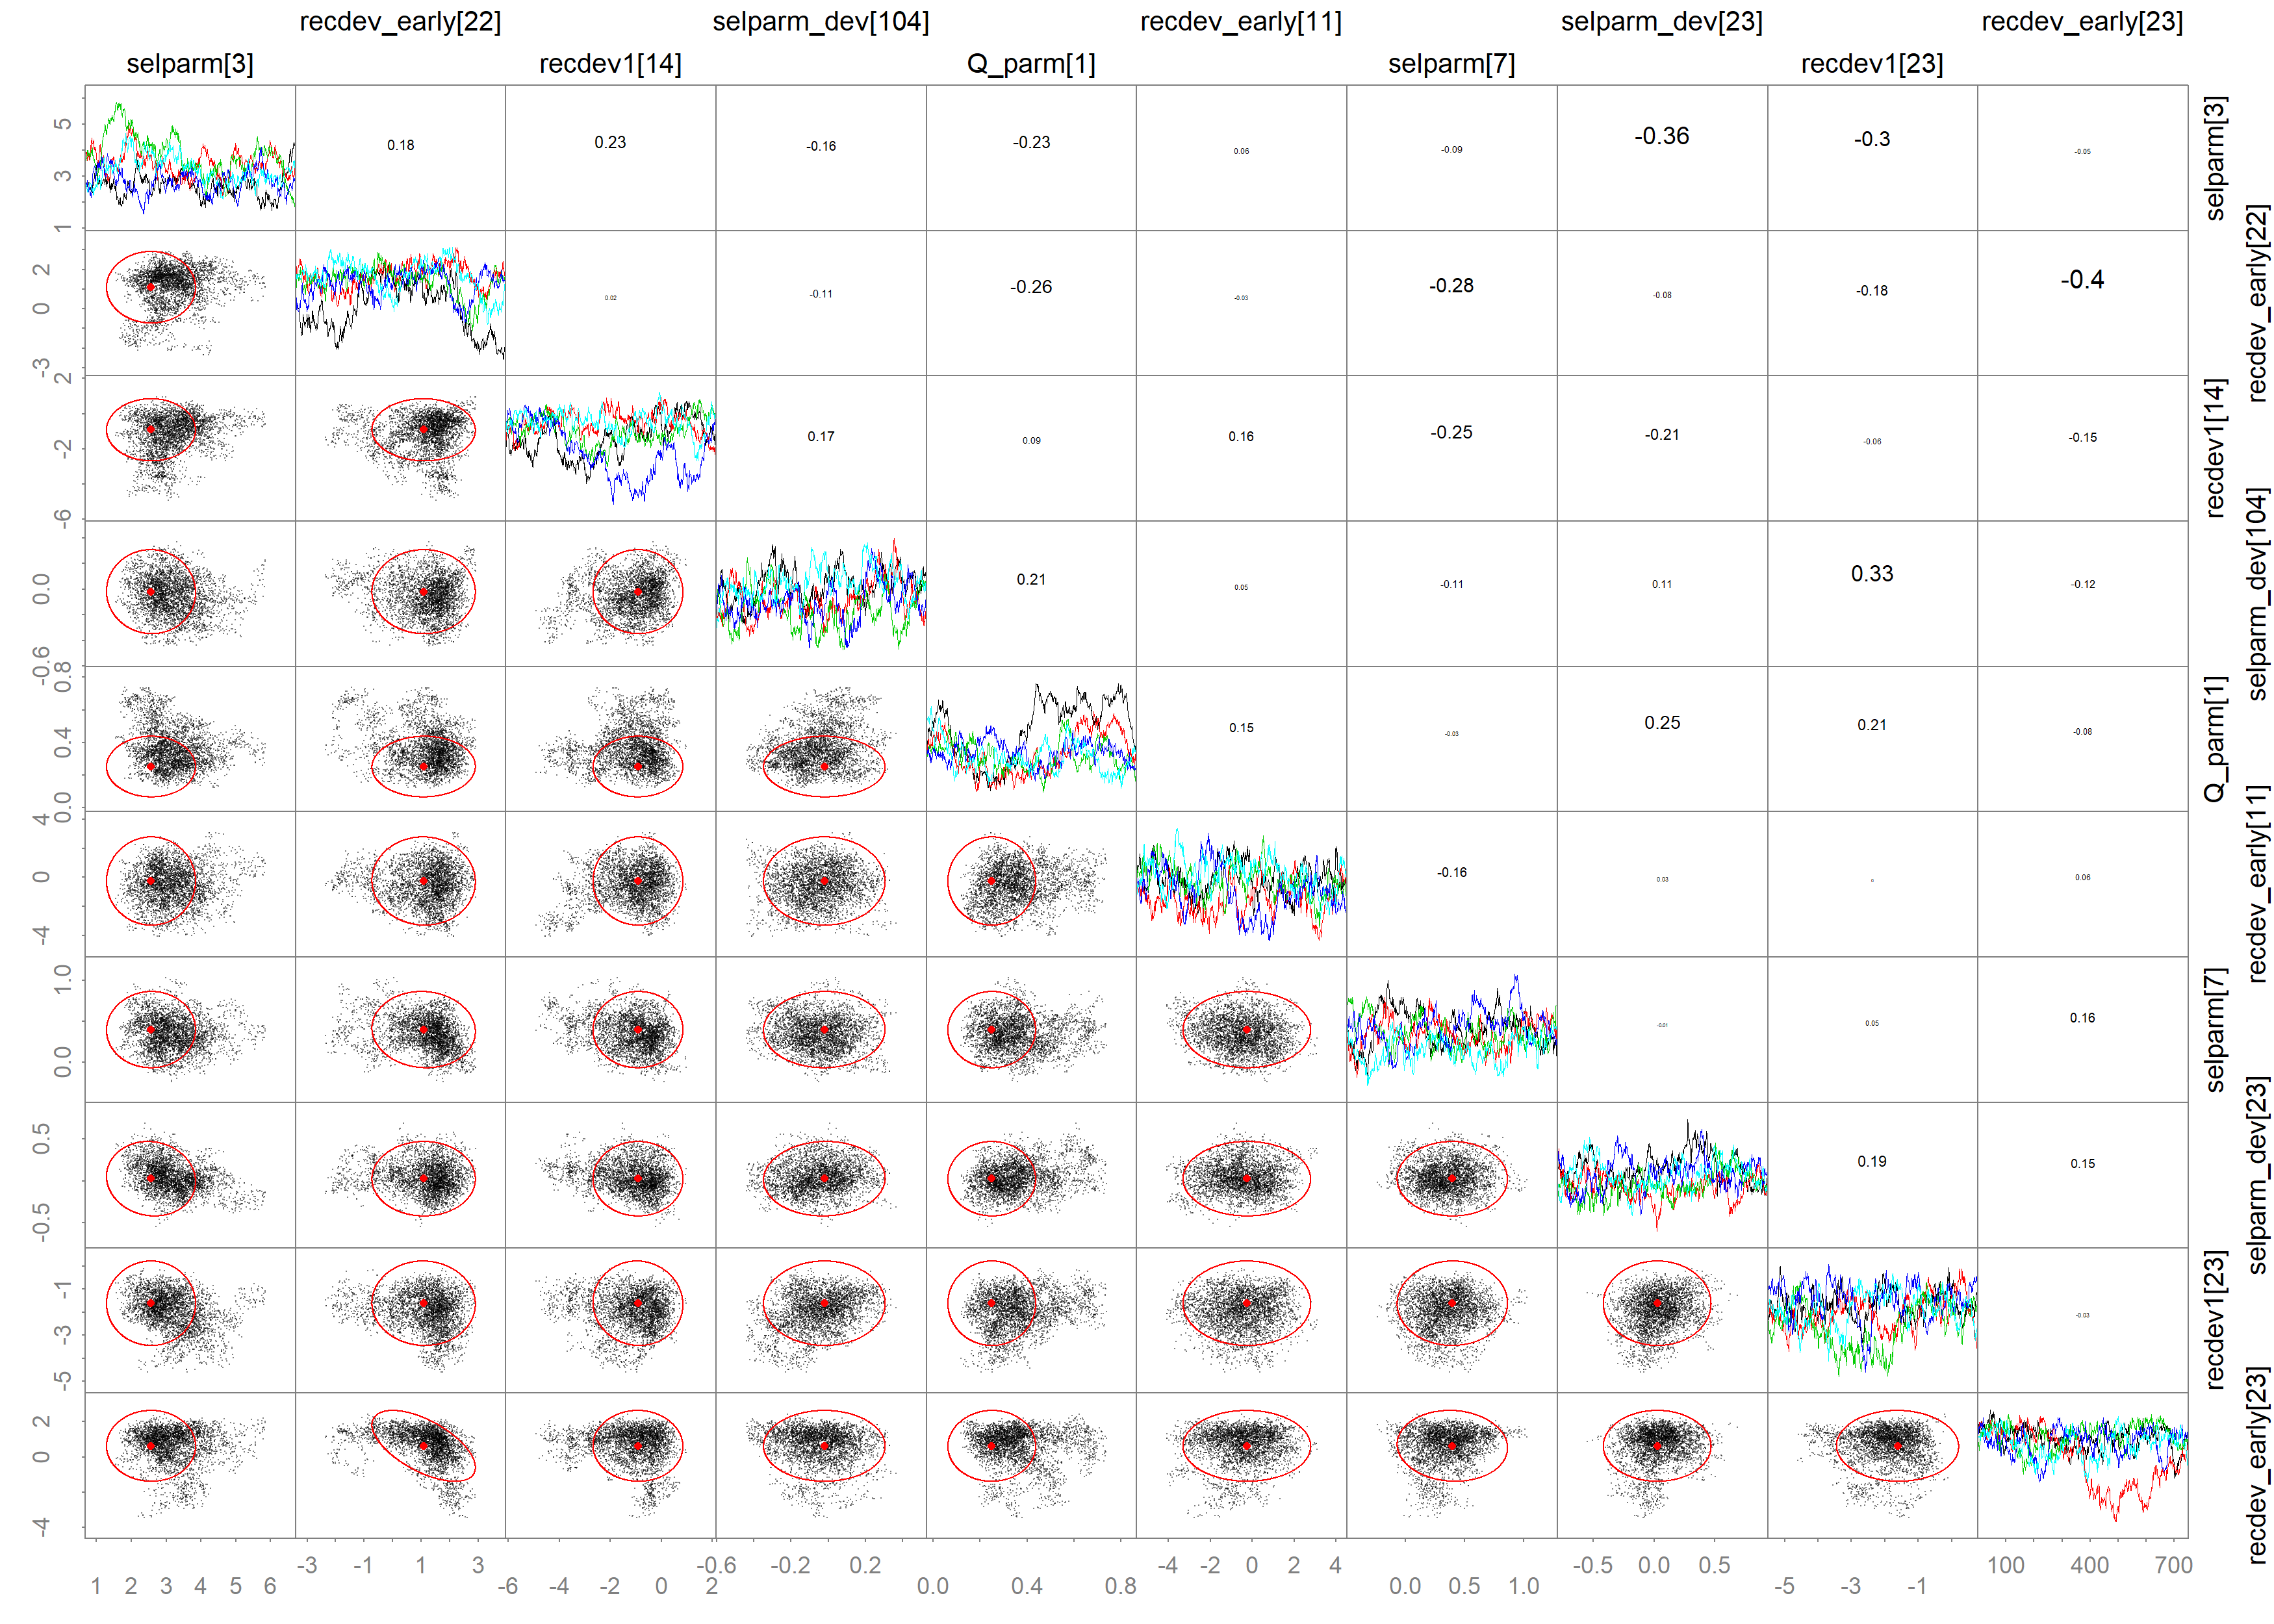 recdev_early[22] selparm_dev[104] recdev_early[11] selparm_dev[23] recdev_early[23]
selparm[3] recdev1[14] Q_parm[1] selparm[7] recdev1[23]
1 3 5 0.18 0.23 -0.16 -0.23 0.06 -0.09 -0.36 -0.3 -0.05 selparm[3]
-3 0 2 0.02 -0.11 -0.26 -0.03 -0.28 -0.08 -0.18 -0.4 recdev_early[22]
-6 -2 2 0.17 0.09 0.16 -0.25 -0.21 -0.06 -0.15 recdev1[14]
-0.6 0.0 0.21 0.05 -0.11 0.11 0.33 -0.12 selparm_dev[104]
0.0 0.4 0.8 0.15 -0.03 0.25 0.21 -0.08 Q_parm[1]
-4 0 4 -0.16 0.03 0 0.06 recdev_early[11]
0.0 1.0 -0.01 0.05 0.16 selparm[7]
-0.5 0.5 0.19 0.15 selparm_dev[23]
-5 -3 -1 -0.03 recdev1[23]
-4 0 2 recdev_early[23]
-3 -1 1 3 -0.6 -0.2 0.2 -4 -2 0 2 4 -0.5 0.0 0.5 100 400 700
1 2 3 4 5 6 -6 -4 -2 0 2 0.0 0.4 0.8 0.0 0.5 1.0 -5 -3 -1